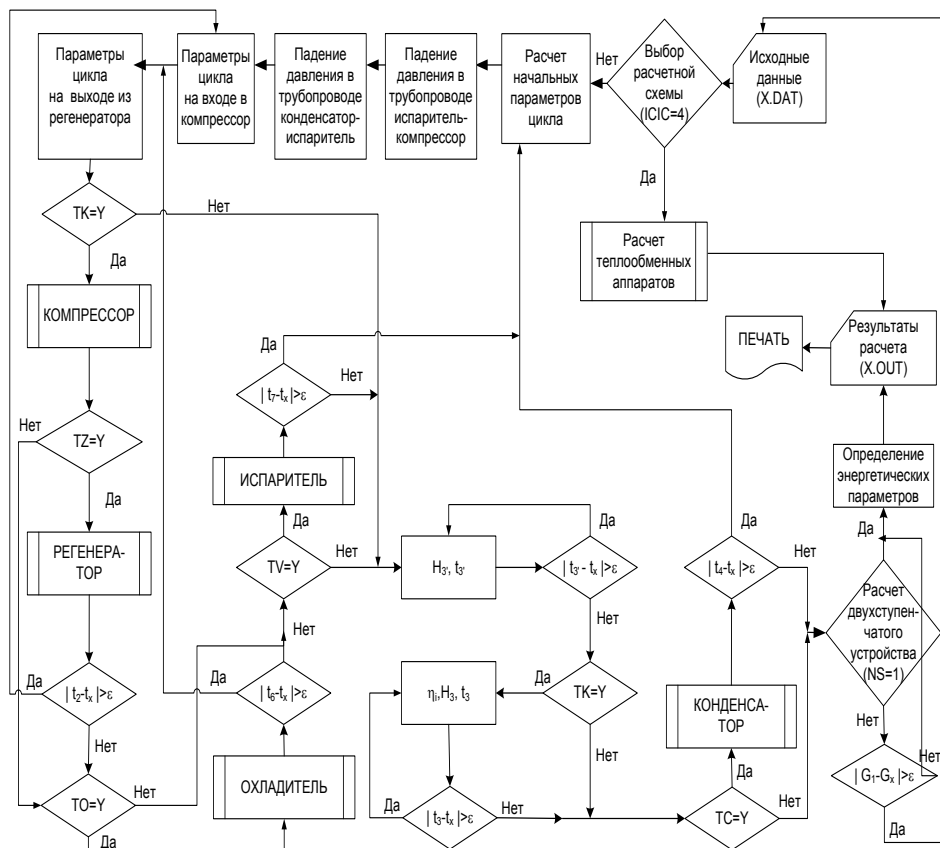 Параметры
цикла
на выходе из
регенератора
Параметры
цикла
на входе в
компрессор
Падение
давления в
трубопроводе
конденсатор-
испаритель
Падение
давления в
трубопроводе
испаритель-
компрессор
Расчет
начальных
параметров
цикла
Нет
Выбор
расчетной
схемы
(ICIC=4)
Исходные
данные
(X.DAT)
Да
TK=Y
Нет
Да
Расчет
теплообменных
аппаратов
КОМПРЕССОР
Да
Нет
| t₇-tₓ |>ε
ПЕЧАТЬ
Результаты
расчета
(X.OUT)
Нет
TZ=Y
Да
ИСПАРИТЕЛЬ
Определение
энергетических
параметров
РЕГЕНЕРА-
ТОР
Да
TV=Y
Нет
H₃', t₃'
Да
| t₃' - tₓ |>ε
Да
| t₄-tₓ |>ε
Нет
Да
Расчет
двухступен-
чатого
устройства
(NS=1)
Нет
Нет
Да
| t₂-tₓ |>ε
Да
| t₆-tₓ |>ε
ηᵢ,H₃, t₃
Да
TK=Y
КОНДЕНСА-
ТОР
Нет
Нет
Нет
Нет
ОХЛАДИТЕЛЬ
Да
| G₁-Gₓ |>ε
TO=Y
Нет
Да
| t₃-tₓ |>ε
Нет
TC=Y
Нет
Да
Да